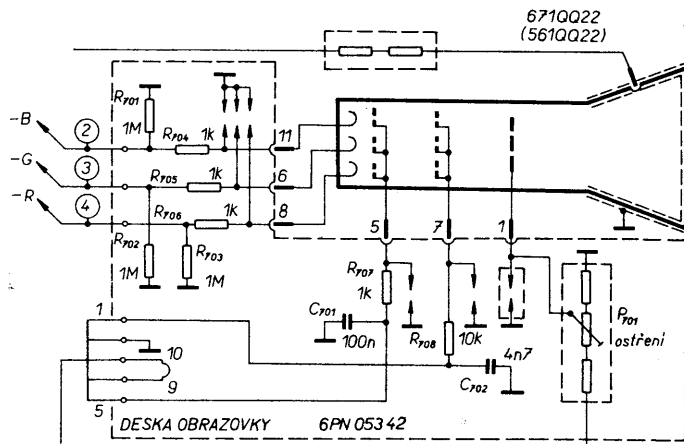 671QQ22
(561QQ22)
R701
1M
-B
2
R704
1k
11
-G
3
R705
1k
6
-R
4
R706
1k
8
R702
1M
R703
1M
5
7
1
R707
1k
C701
100n
R708
10k
4n7
C702
P701
ostření
1
10
9
5
DESKA OBRAZOVKY 6PN 053 42